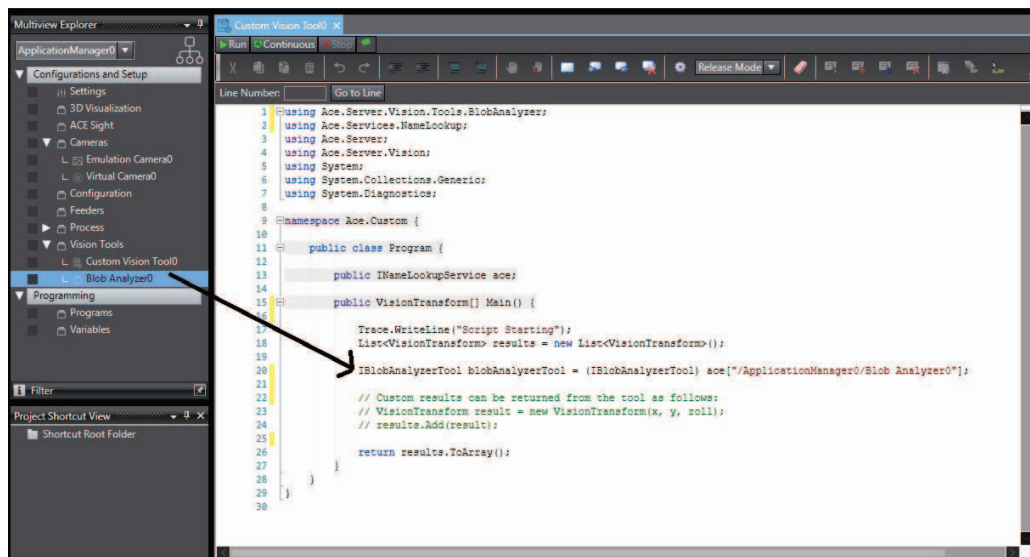 Multiview Explorer
Custom Vision Tool0
Run
Continuous
Stop
ApplicationManager0
Release Mode
Line Number:
Go to Line
Configurations and Setup
Settings
3D Visualization
ACE Sight
Cameras
Emulation Camera0
Virtual Camera0
Configuration
Feeders
Process
Vision Tools
Custom Vision Tool0
Blob Analyzer0
Programming
Programs
Variables
Filter
Project Shortcut View
Shortcut Root Folder
1 using Ace.Server.Vision.Tools.BlobAnalyzer;
2 using Ace.Services.NameLookup;
3 using Ace.Server;
4 using Ace.Server.Vision;
5 using System;
6 using System.Collections.Generic;
7 using System.Diagnostics;
8
9 namespace Ace.Custom {
10
11 public class Program {
12
13 public INameLookupService ace;
14
15 public VisionTransform[] Main() {
16
17 Trace.WriteLine("Script Starting");
18 List<VisionTransform> results = new List<VisionTransform>();
19
20 IBlobAnalyzerTool blobAnalyzerTool = (IBlobAnalyzerTool) ace["/ApplicationManager0/Blob Analyzer0"];
21
22 // Custom results can be returned from the tool as follows:
23 // VisionTransform result = new VisionTransform(x, y, roll);
24 // results.Add(result);
25
26 return results.ToArray();
27 }
28 }
29 }
30